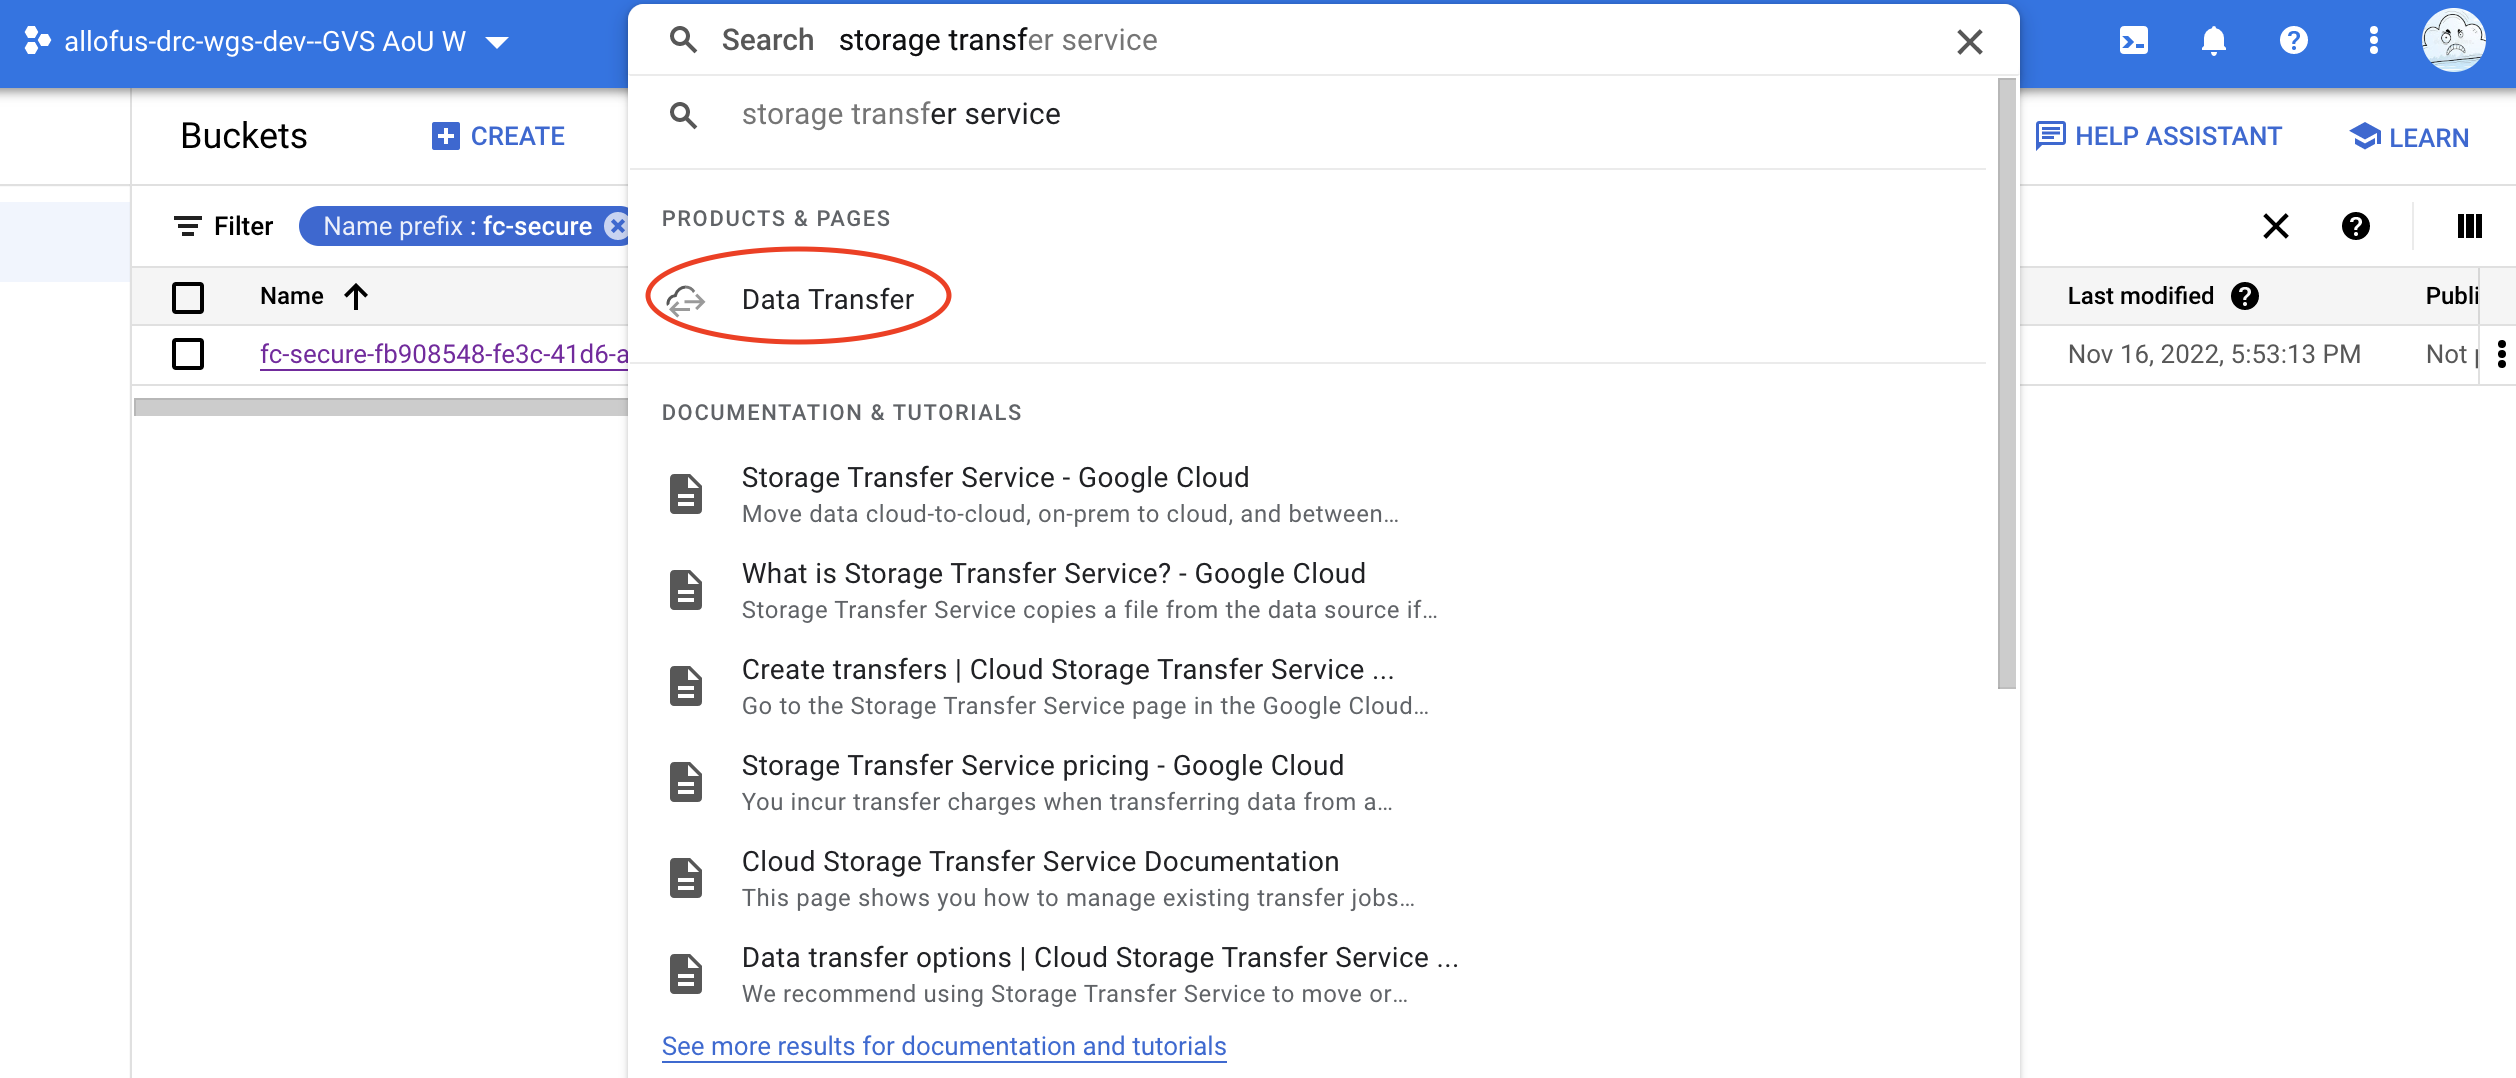 allofus-drc-wgs-dev--GVS AoU W
Search storage transfer service
storage transfer service
Buckets
CREATE
HELP ASSISTANT
LEARN
Filter
Name prefix : fc-secure
PRODUCTS & PAGES
Data Transfer
Name
Last modified
Publi
fc-secure-fb908548-fe3c-41d6-a
Nov 16, 2022, 5:53:13 PM
Not
DOCUMENTATION & TUTORIALS
Storage Transfer Service - Google Cloud
Move data cloud-to-cloud, on-prem to cloud, and between…
What is Storage Transfer Service? - Google Cloud
Storage Transfer Service copies a file from the data source if…
Create transfers | Cloud Storage Transfer Service ...
Go to the Storage Transfer Service page in the Google Cloud…
Storage Transfer Service pricing - Google Cloud
You incur transfer charges when transferring data from a…
Cloud Storage Transfer Service Documentation
This page shows you how to manage existing transfer jobs…
Data transfer options | Cloud Storage Transfer Service ...
We recommend using Storage Transfer Service to move or…
See more results for documentation and tutorials